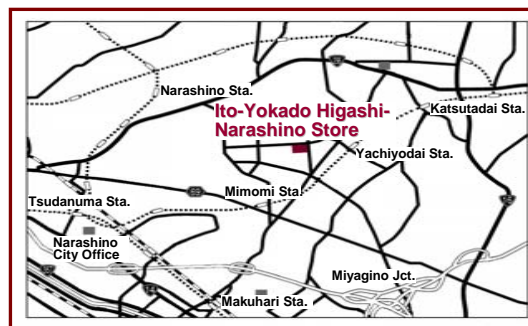 Narashino Sta.
Katsutadai Sta.
Ito-Yokado Higashi-
Narashino Store
Yachiyodai Sta.
Mimomi Sta.
Tsudanuma Sta.
Narashino
City Office
Miyagino Jct.
Makuhari Sta.